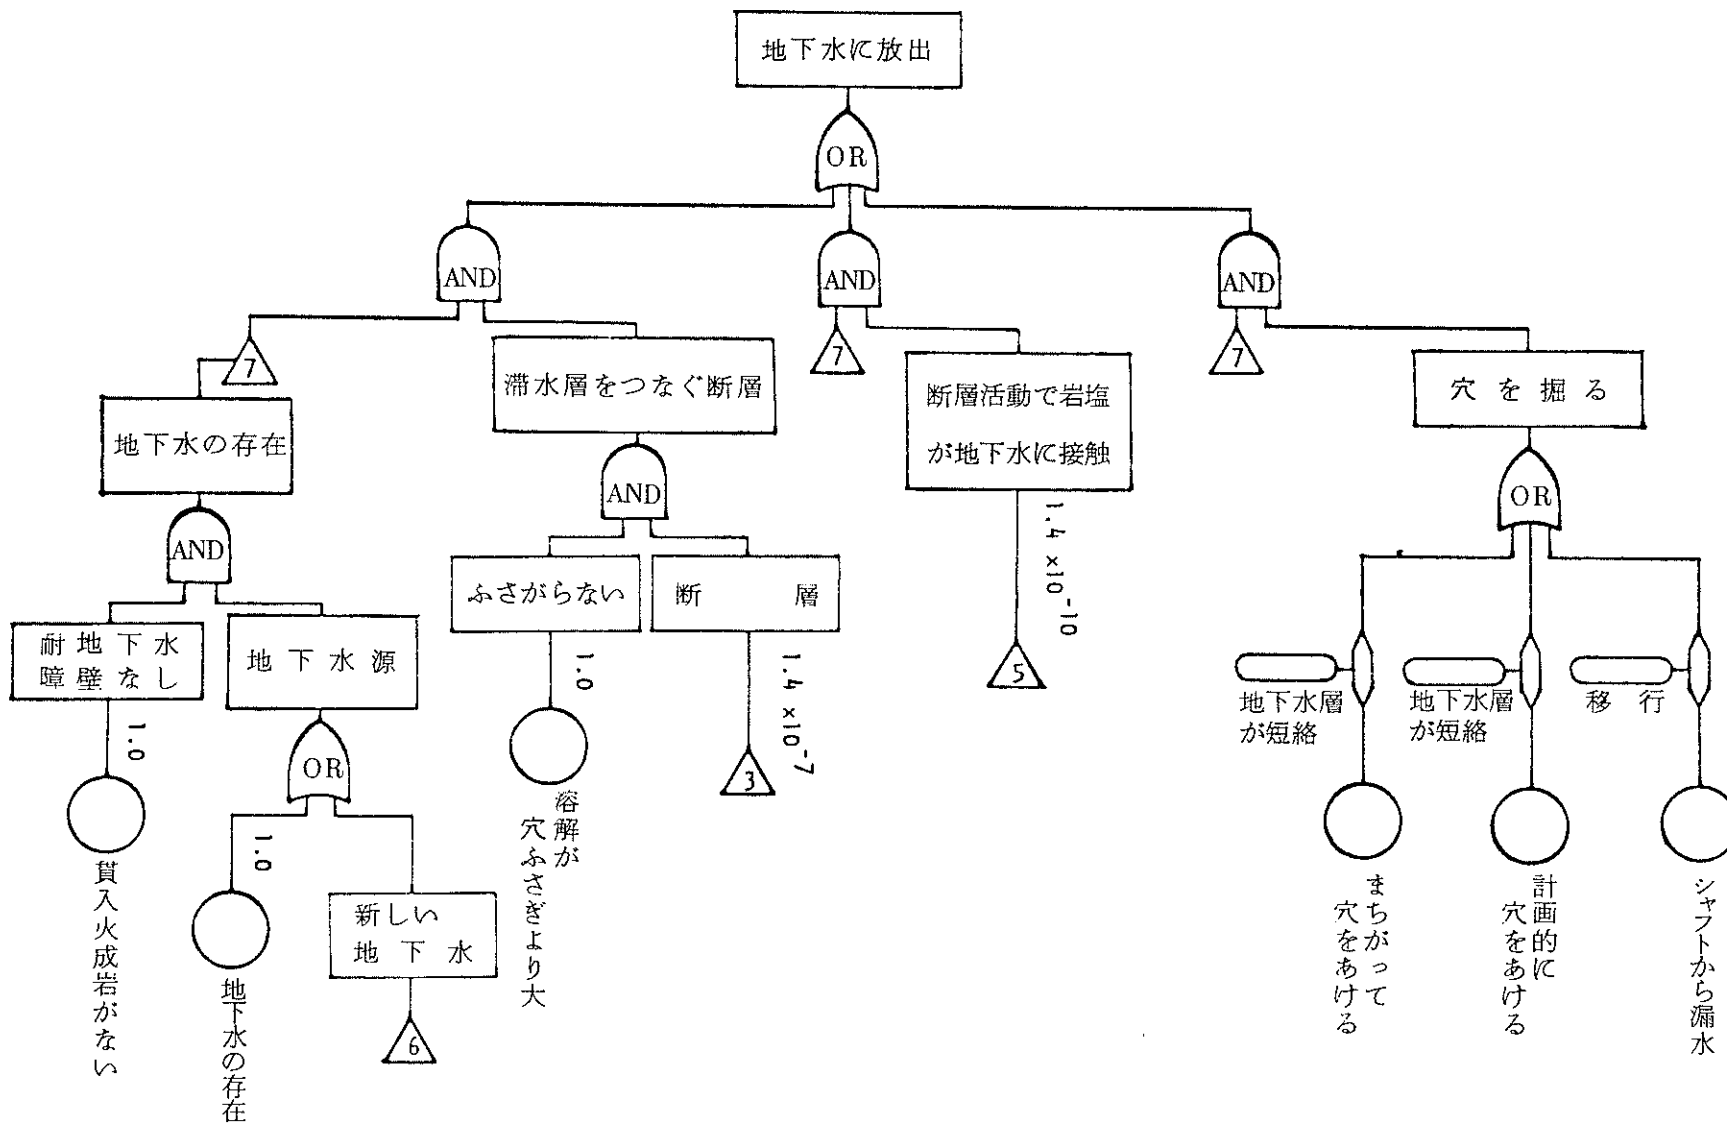 地下水に放出
OR
AND
AND
AND
7
滞水層をつなぐ断層
7
断層活動で岩塩
が地下水に接触
7
穴を掘る
地下水の存在
AND
AND
OR
耐地下水
障壁なし
地下水源
ふさがらない
断層
1.4 ×10⁻¹⁰
5
地下水層
が短絡
地下水層
が短絡
移行
1.0
OR
1.0
1.4 ×10⁻⁷
3
貫入火成岩がない
1.0
地下水の存在
新しい
地下水
6
溶解が
穴ふさぎより大
まちがって
穴をあける
計画的に
穴をあける
シャフトから漏水